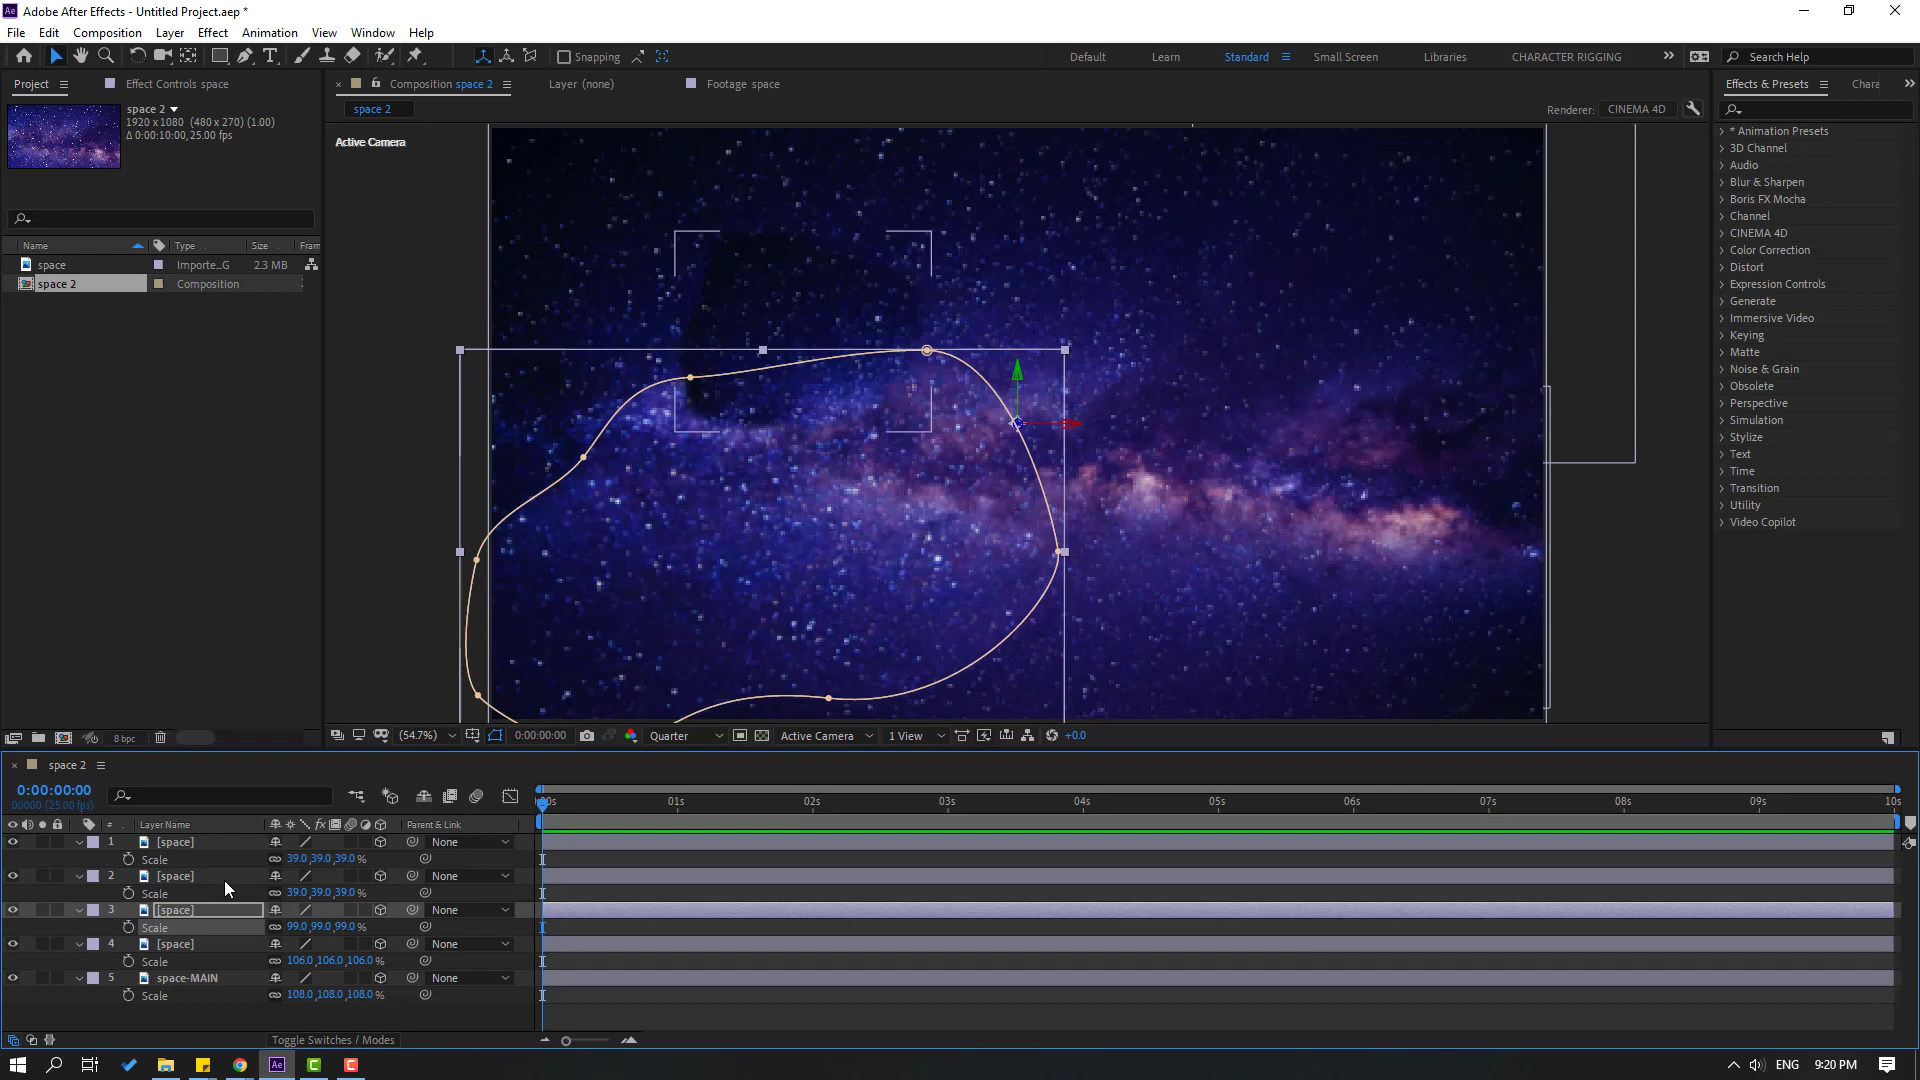 Adobe After Effects - Untitled Project.aep *
File Edit Composition Layer Effect Animation View Window Help
Snapping Default Learn Standard Small Screen Libraries CHARACTER RIGGING Search Help
Project Effect Controls space Composition space 2 Layer (none) Footage space Effects & Presets Chara
space 2
1920 x 1080 (480 x 270) (1.00)
Δ 0:00:10:00, 25.00 fps
space 2 Renderer: CINEMA 4D
Active Camera
Name Type Size Fram
space Importe...G 2.3 MB
space 2 Composition
* Animation Presets
3D Channel
Audio
Blur & Sharpen
Boris FX Mocha
Channel
CINEMA 4D
Color Correction
Distort
Expression Controls
Generate
Immersive Video
Keying
Matte
Noise & Grain
Obsolete
Perspective
Simulation
Stylize
Text
Time
Transition
Utility
Video Copilot
8 bpc (54.7%) 0:00:00:00 Quarter Active Camera 1 View +0.0
space 2
0:00:00:00
00000 (25.00 fps)
:00s 01s 02s 03s 04s 05s 06s 07s 08s 09s 10s
# Layer Name fx Parent & Link
1 [space] None
Scale 39.0,39.0,39.0 %
2 [space] None
Scale 39.0,39.0,39.0 %
3 [space] None
Scale 99.0,99.0,99.0 %
4 [space] None
Scale 106.0,106.0,106.0 %
5 space-MAIN None
Scale 108.0,108.0,108.0 %
Toggle Switches / Modes
Ae ENG 9:20 PM